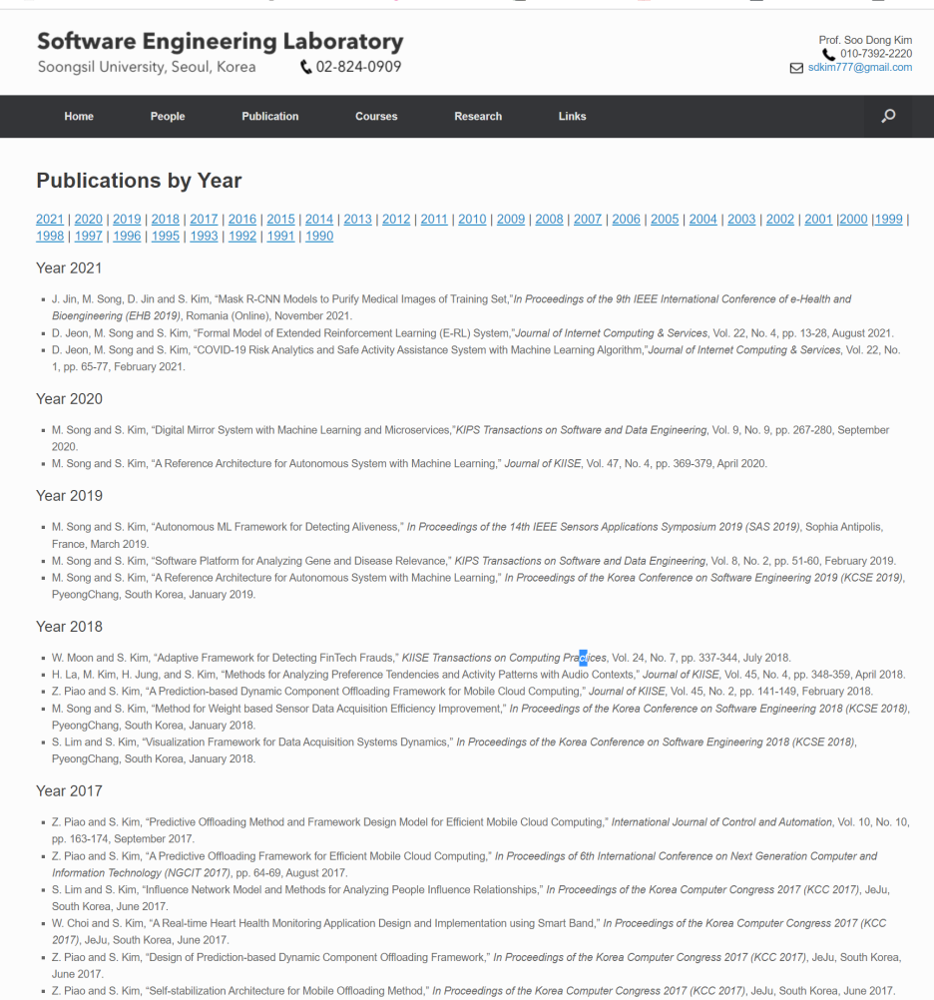 Software Engineering Laboratory
Soongsil University, Seoul, Korea 02-824-0909
Prof. Soo Dong Kim
010-7392-2220
sdkim777@gmail.com
Home People Publication Courses Research Links
Publications by Year
2021 | 2020 | 2019 | 2018 | 2017 | 2016 | 2015 | 2014 | 2013 | 2012 | 2011 | 2010 | 2009 | 2008 | 2007 | 2006 | 2005 | 2004 | 2003 | 2002 | 2001 |2000 |1999 |
1998 | 1997 | 1996 | 1995 | 1993 | 1992 | 1991 | 1990
Year 2021
▪ J. Jin, M. Song, D. Jin and S. Kim, “Mask R-CNN Models to Purify Medical Images of Training Set,”In Proceedings of the 9th IEEE International Conference of e-Health and
Bioengineering (EHB 2019), Romania (Online), November 2021.
▪ D. Jeon, M. Song and S. Kim, “Formal Model of Extended Reinforcement Learning (E-RL) System,”Journal of Internet Computing & Services, Vol. 22, No. 4, pp. 13-28, August 2021.
▪ D. Jeon, M. Song and S. Kim, “COVID-19 Risk Analytics and Safe Activity Assistance System with Machine Learning Algorithm,”Journal of Internet Computing & Services, Vol. 22, No.
1, pp. 65-77, February 2021.
Year 2020
▪ M. Song and S. Kim, “Digital Mirror System with Machine Learning and Microservices,”KIPS Transactions on Software and Data Engineering, Vol. 9, No. 9, pp. 267-280, September
2020.
▪ M. Song and S. Kim, “A Reference Architecture for Autonomous System with Machine Learning,” Journal of KIISE, Vol. 47, No. 4, pp. 369-379, April 2020.
Year 2019
▪ M. Song and S. Kim, “Autonomous ML Framework for Detecting Aliveness,” In Proceedings of the 14th IEEE Sensors Applications Symposium 2019 (SAS 2019), Sophia Antipolis,
France, March 2019.
▪ M. Song and S. Kim, “Software Platform for Analyzing Gene and Disease Relevance,” KIPS Transactions on Software and Data Engineering, Vol. 8, No. 2, pp. 51-60, February 2019.
▪ M. Song and S. Kim, “A Reference Architecture for Autonomous System with Machine Learning,” In Proceedings of the Korea Conference on Software Engineering 2019 (KCSE 2019),
PyeongChang, South Korea, January 2019.
Year 2018
▪ W. Moon and S. Kim, “Adaptive Framework for Detecting FinTech Frauds,” KIISE Transactions on Computing Practices, Vol. 24, No. 7, pp. 337-344, July 2018.
▪ H. La, M. Kim, H. Jung, and S. Kim, “Methods for Analyzing Preference Tendencies and Activity Patterns with Audio Contexts,” Journal of KIISE, Vol. 45, No. 4, pp. 348-359, April 2018.
▪ Z. Piao and S. Kim, “A Prediction-based Dynamic Component Offloading Framework for Mobile Cloud Computing,” Journal of KIISE, Vol. 45, No. 2, pp. 141-149, February 2018.
▪ M. Song and S. Kim, “Method for Weight based Sensor Data Acquisition Efficiency Improvement,” In Proceedings of the Korea Conference on Software Engineering 2018 (KCSE 2018),
PyeongChang, South Korea, January 2018.
▪ S. Lim and S. Kim, “Visualization Framework for Data Acquisition Systems Dynamics,” In Proceedings of the Korea Conference on Software Engineering 2018 (KCSE 2018),
PyeongChang, South Korea, January 2018.
Year 2017
▪ Z. Piao and S. Kim, “Predictive Offloading Method and Framework Design Model for Efficient Mobile Cloud Computing,” International Journal of Control and Automation, Vol. 10, No. 10,
pp. 163-174, September 2017.
▪ Z. Piao and S. Kim, “A Predictive Offloading Framework for Efficient Mobile Cloud Computing,” In Proceedings of 6th International Conference on Next Generation Computer and
Information Technology (NGCIT 2017), pp. 64-69, August 2017.
▪ S. Lim and S. Kim, “Influence Network Model and Methods for Analyzing People Influence Relationships,” In Proceedings of the Korea Computer Congress 2017 (KCC 2017), JeJu,
South Korea, June 2017.
▪ W. Choi and S. Kim, “A Real-time Heart Health Monitoring Application Design and Implementation using Smart Band,” In Proceedings of the Korea Computer Congress 2017 (KCC
2017), JeJu, South Korea, June 2017.
▪ Z. Piao and S. Kim, “Design of Prediction-based Dynamic Component Offloading Framework,” In Proceedings of the Korea Computer Congress 2017 (KCC 2017), JeJu, South Korea,
June 2017.
▪ Z. Piao and S. Kim, “Self-stabilization Architecture for Mobile Offloading Method,” In Proceedings of the Korea Computer Congress 2017 (KCC 2017), JeJu, South Korea, June 2017.